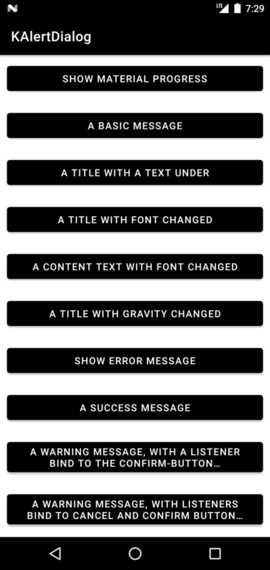 LTE 7:29
KAlertDialog
SHOW MATERIAL PROGRESS
A BASIC MESSAGE
A TITLE WITH A TEXT UNDER
A TITLE WITH FONT CHANGED
A CONTENT TEXT WITH FONT CHANGED
A TITLE WITH GRAVITY CHANGED
SHOW ERROR MESSAGE
A SUCCESS MESSAGE
A WARNING MESSAGE, WITH A LISTENER
BIND TO THE CONFIRM-BUTTON…
A WARNING MESSAGE, WITH LISTENERS
BIND TO CANCEL AND CONFIRM BUTTON…